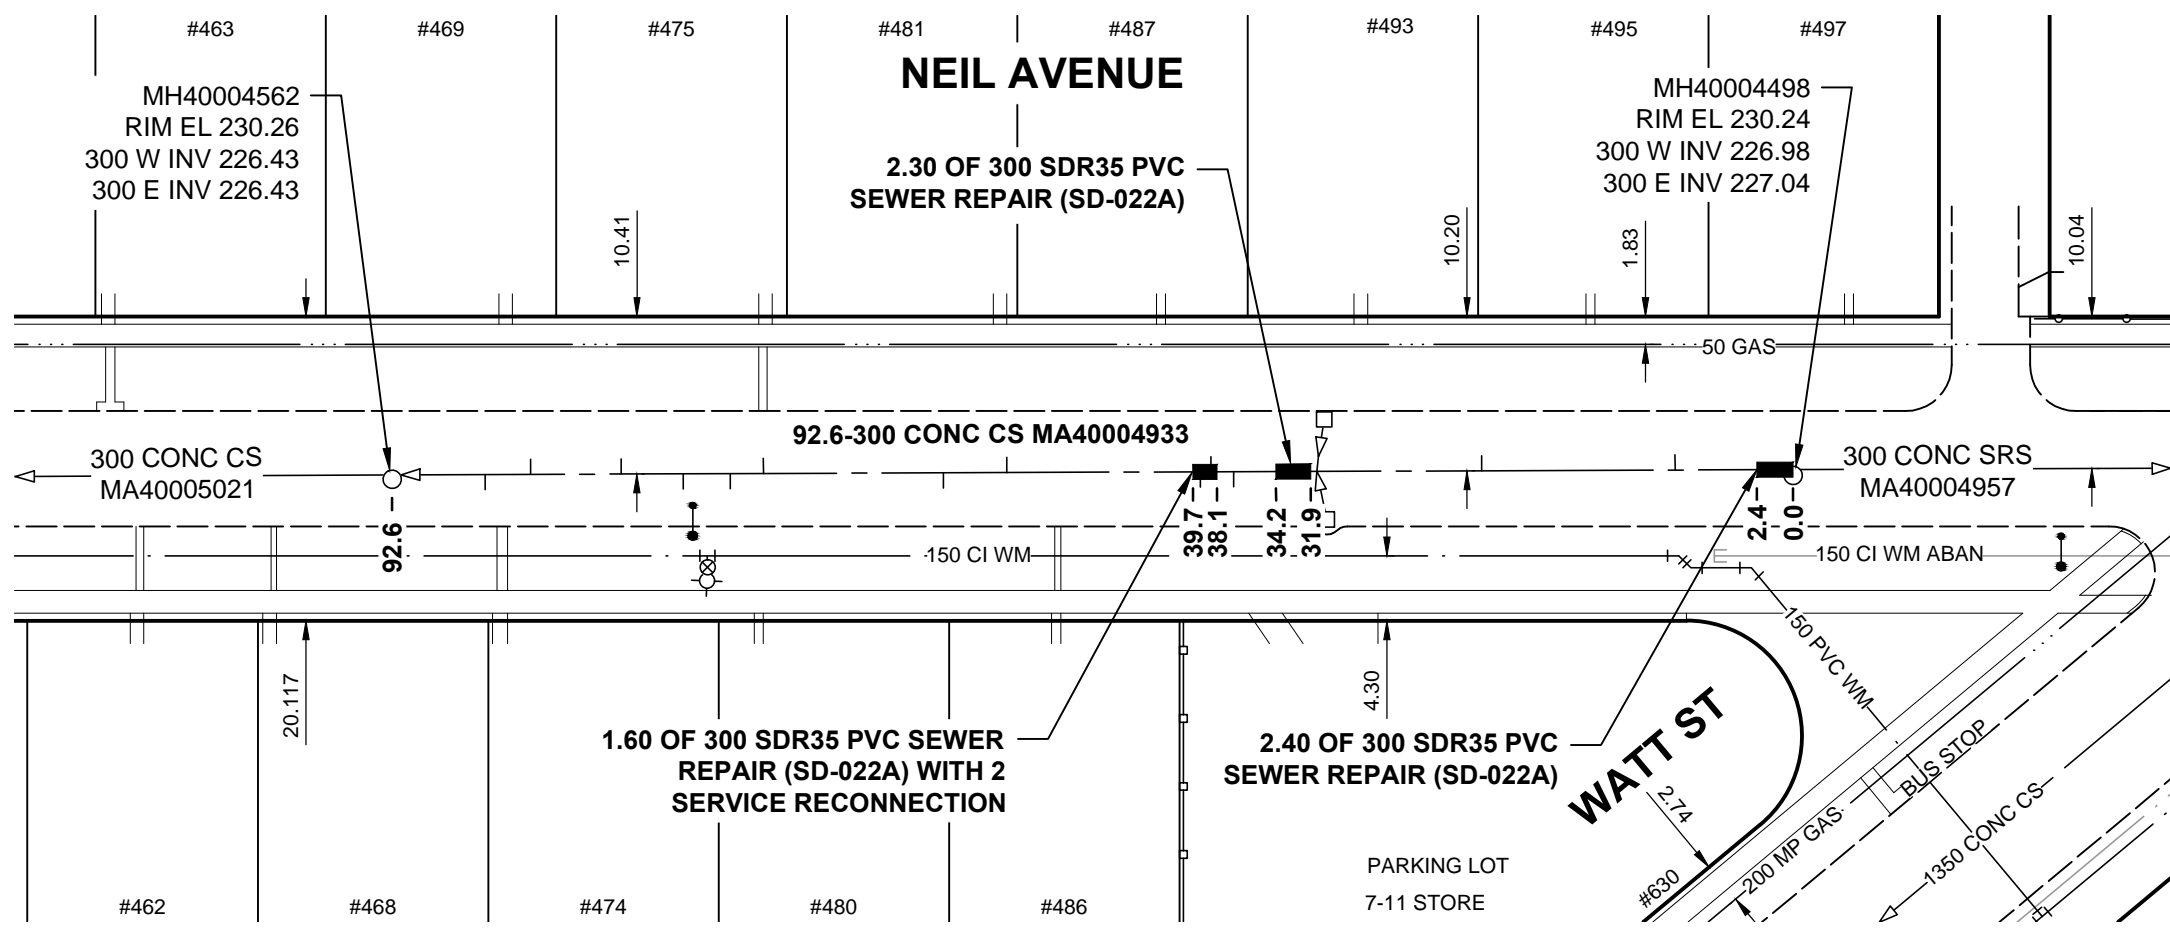 #463
#469
#475
#481
#487
#493
#495
#497
NEIL AVENUE
MH40004562
RIM EL 230.26
300 W INV 226.43
300 E INV 226.43
2.30 OF 300 SDR35 PVC
SEWER REPAIR (SD-022A)
MH40004498
RIM EL 230.24
300 W INV 226.98
300 E INV 227.04
10.41
10.20
1.83
10.04
50 GAS
92.6-300 CONC CS MA40004933
300 CONC CS
MA40005021
300 CONC SRS
MA40004957
92.6
39.7
38.1
34.2
31.9
2.4
0.0
150 CI WM
E
150 CI WM ABAN
150 PVC WM
20.117
4.30
1.60 OF 300 SDR35 PVC SEWER
REPAIR (SD-022A) WITH 2
SERVICE RECONNECTION
2.40 OF 300 SDR35 PVC
SEWER REPAIR (SD-022A)
WATT ST
2.74
BUS STOP
200 MP GAS
1350 CONC CS
#630
PARKING LOT
7-11 STORE
#462
#468
#474
#480
#486